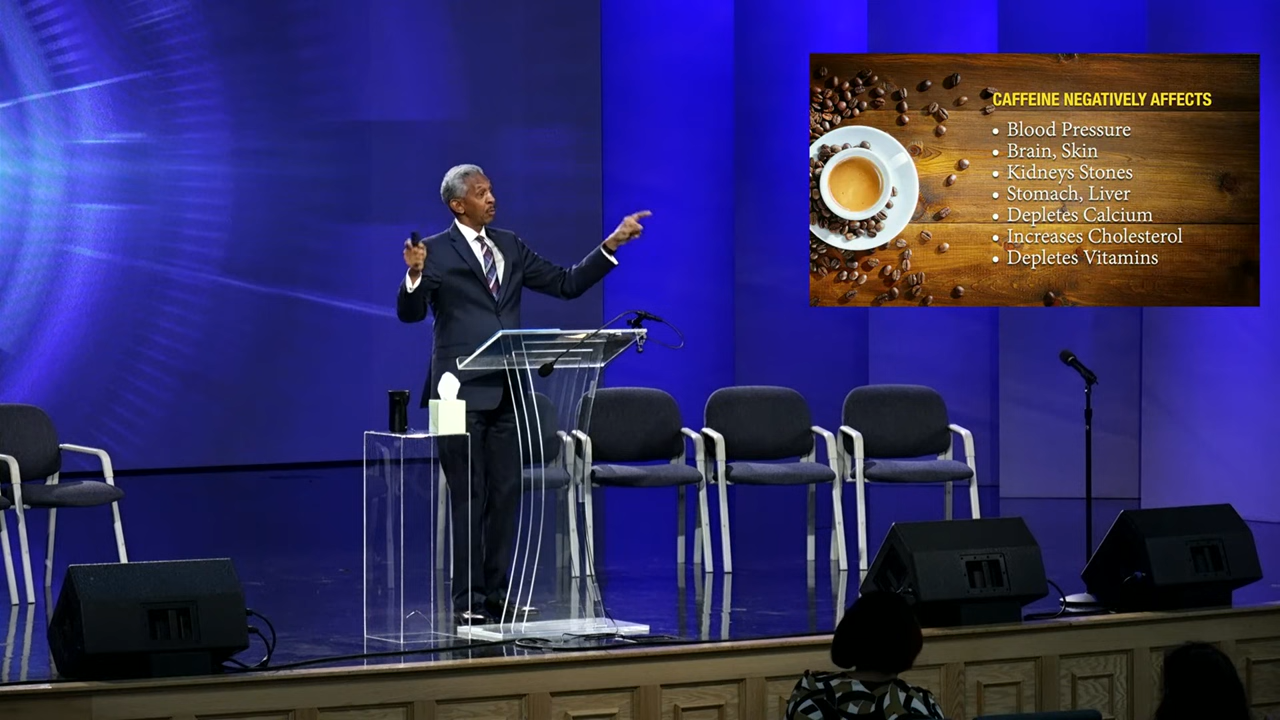 CAFFEINE NEGATIVELY AFFECTS
• Blood Pressure
• Brain, Skin
• Kidneys Stones
• Stomach, Liver
• Depletes Calcium
• Increases Cholesterol
• Depletes Vitamins